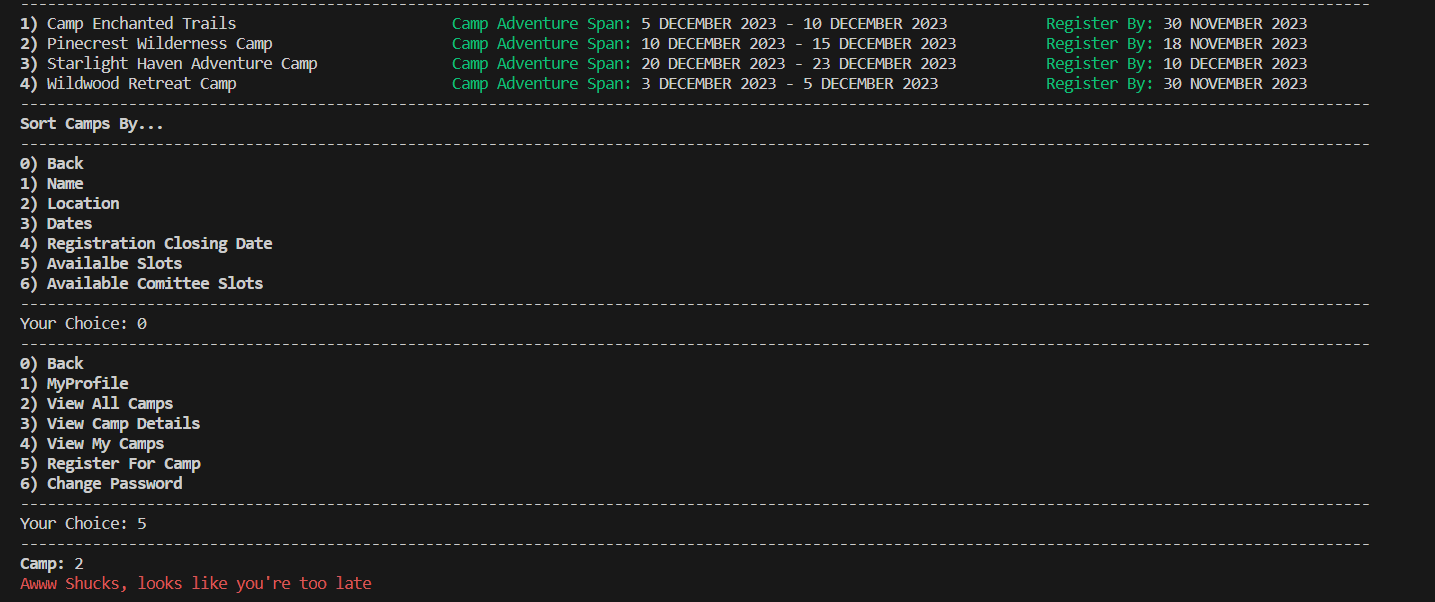 1) Camp Enchanted Trails Camp Adventure Span: 5 DECEMBER 2023 - 10 DECEMBER 2023 Register By: 30 NOVEMBER 2023
2) Pinecrest Wilderness Camp Camp Adventure Span: 10 DECEMBER 2023 - 15 DECEMBER 2023 Register By: 18 NOVEMBER 2023
3) Starlight Haven Adventure Camp Camp Adventure Span: 20 DECEMBER 2023 - 23 DECEMBER 2023 Register By: 10 DECEMBER 2023
4) Wildwood Retreat Camp Camp Adventure Span: 3 DECEMBER 2023 - 5 DECEMBER 2023 Register By: 30 NOVEMBER 2023
Sort Camps By...
0) Back
1) Name
2) Location
3) Dates
4) Registration Closing Date
5) Availalbe Slots
6) Available Comittee Slots
Your Choice: 0
0) Back
1) MyProfile
2) View All Camps
3) View Camp Details
4) View My Camps
5) Register For Camp
6) Change Password
Your Choice: 5
Camp: 2
Awww Shucks, looks like you're too late